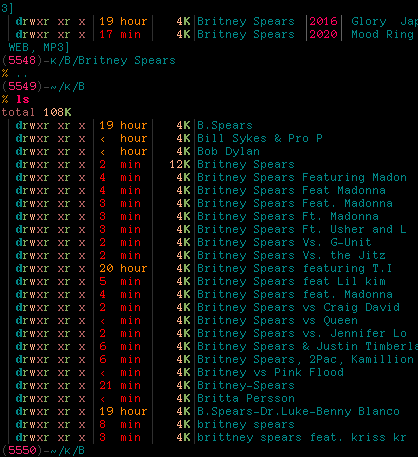 3]
drwxr xr x │ 19 hour │ 4K│Britney Spears │2016│ Glory Jap
drwxr xr x │ 17 min │ 4K│Britney Spears │2020│ Mood Ring
WEB, MP3]
(5548)-κ/B/Britney Spears
% ..
(5549)-~/κ/B
% ls
total 108K
drwxr xr x │ 19 hour │ 4K│B.Spears
drwxr xr x │ ‹ hour │ 4K│Bill Sykes & Pro P
drwxr xr x │ ‹ hour │ 4K│Bob Dylan
drwxr xr x │ 2 min │ 12K│Britney Spears
drwxr xr x │ 4 min │ 4K│Britney Spears Featuring Madon
drwxr xr x │ 4 min │ 4K│Britney Spears Feat Madonna
drwxr xr x │ 3 min │ 4K│Britney Spears Ft. Madonna
drwxr xr x │ 3 min │ 4K│Britney Spears Ft. Madonna
drwxr xr x │ 3 min │ 4K│Britney Spears Ft. Usher and L
drwxr xr x │ 2 min │ 4K│Britney Spears Vs. G-Unit
drwxr xr x │ 2 min │ 4K│Britney Spears Vs. the Jitz
drwxr xr x │ 20 hour │ 4K│Britney Spears featuring T.I
drwxr xr x │ 5 min │ 4K│Britney Spears feat Lil kim
drwxr xr x │ 4 min │ 4K│Britney Spears feat. Madonna
drwxr xr x │ 2 min │ 4K│Britney Spears vs Craig David
drwxr xr x │ ‹ min │ 4K│Britney Spears vs Queen
drwxr xr x │ 2 min │ 4K│Britney Spears vs. Jennifer Lo
drwxr xr x │ 6 min │ 4K│Britney Spears & Justin Timberla
drwxr xr x │ 6 min │ 4K│Britney Spears, 2Pac, Kamillion
drwxr xr x │ ‹ min │ 4K│Britney vs Pink Flood
drwxr xr x │ 21 min │ 4K│Britney-Spears
drwxr xr x │ ‹ min │ 4K│Britta Persson
drwxr xr x │ 19 hour │ 4K│B.Spears-Dr.Luke-Benny Blanco
drwxr xr x │ 8 min │ 4K│britney spears
drwxr xr x │ 3 min │ 4K│brittney spears feat. kriss kr
(5550)-~/κ/B